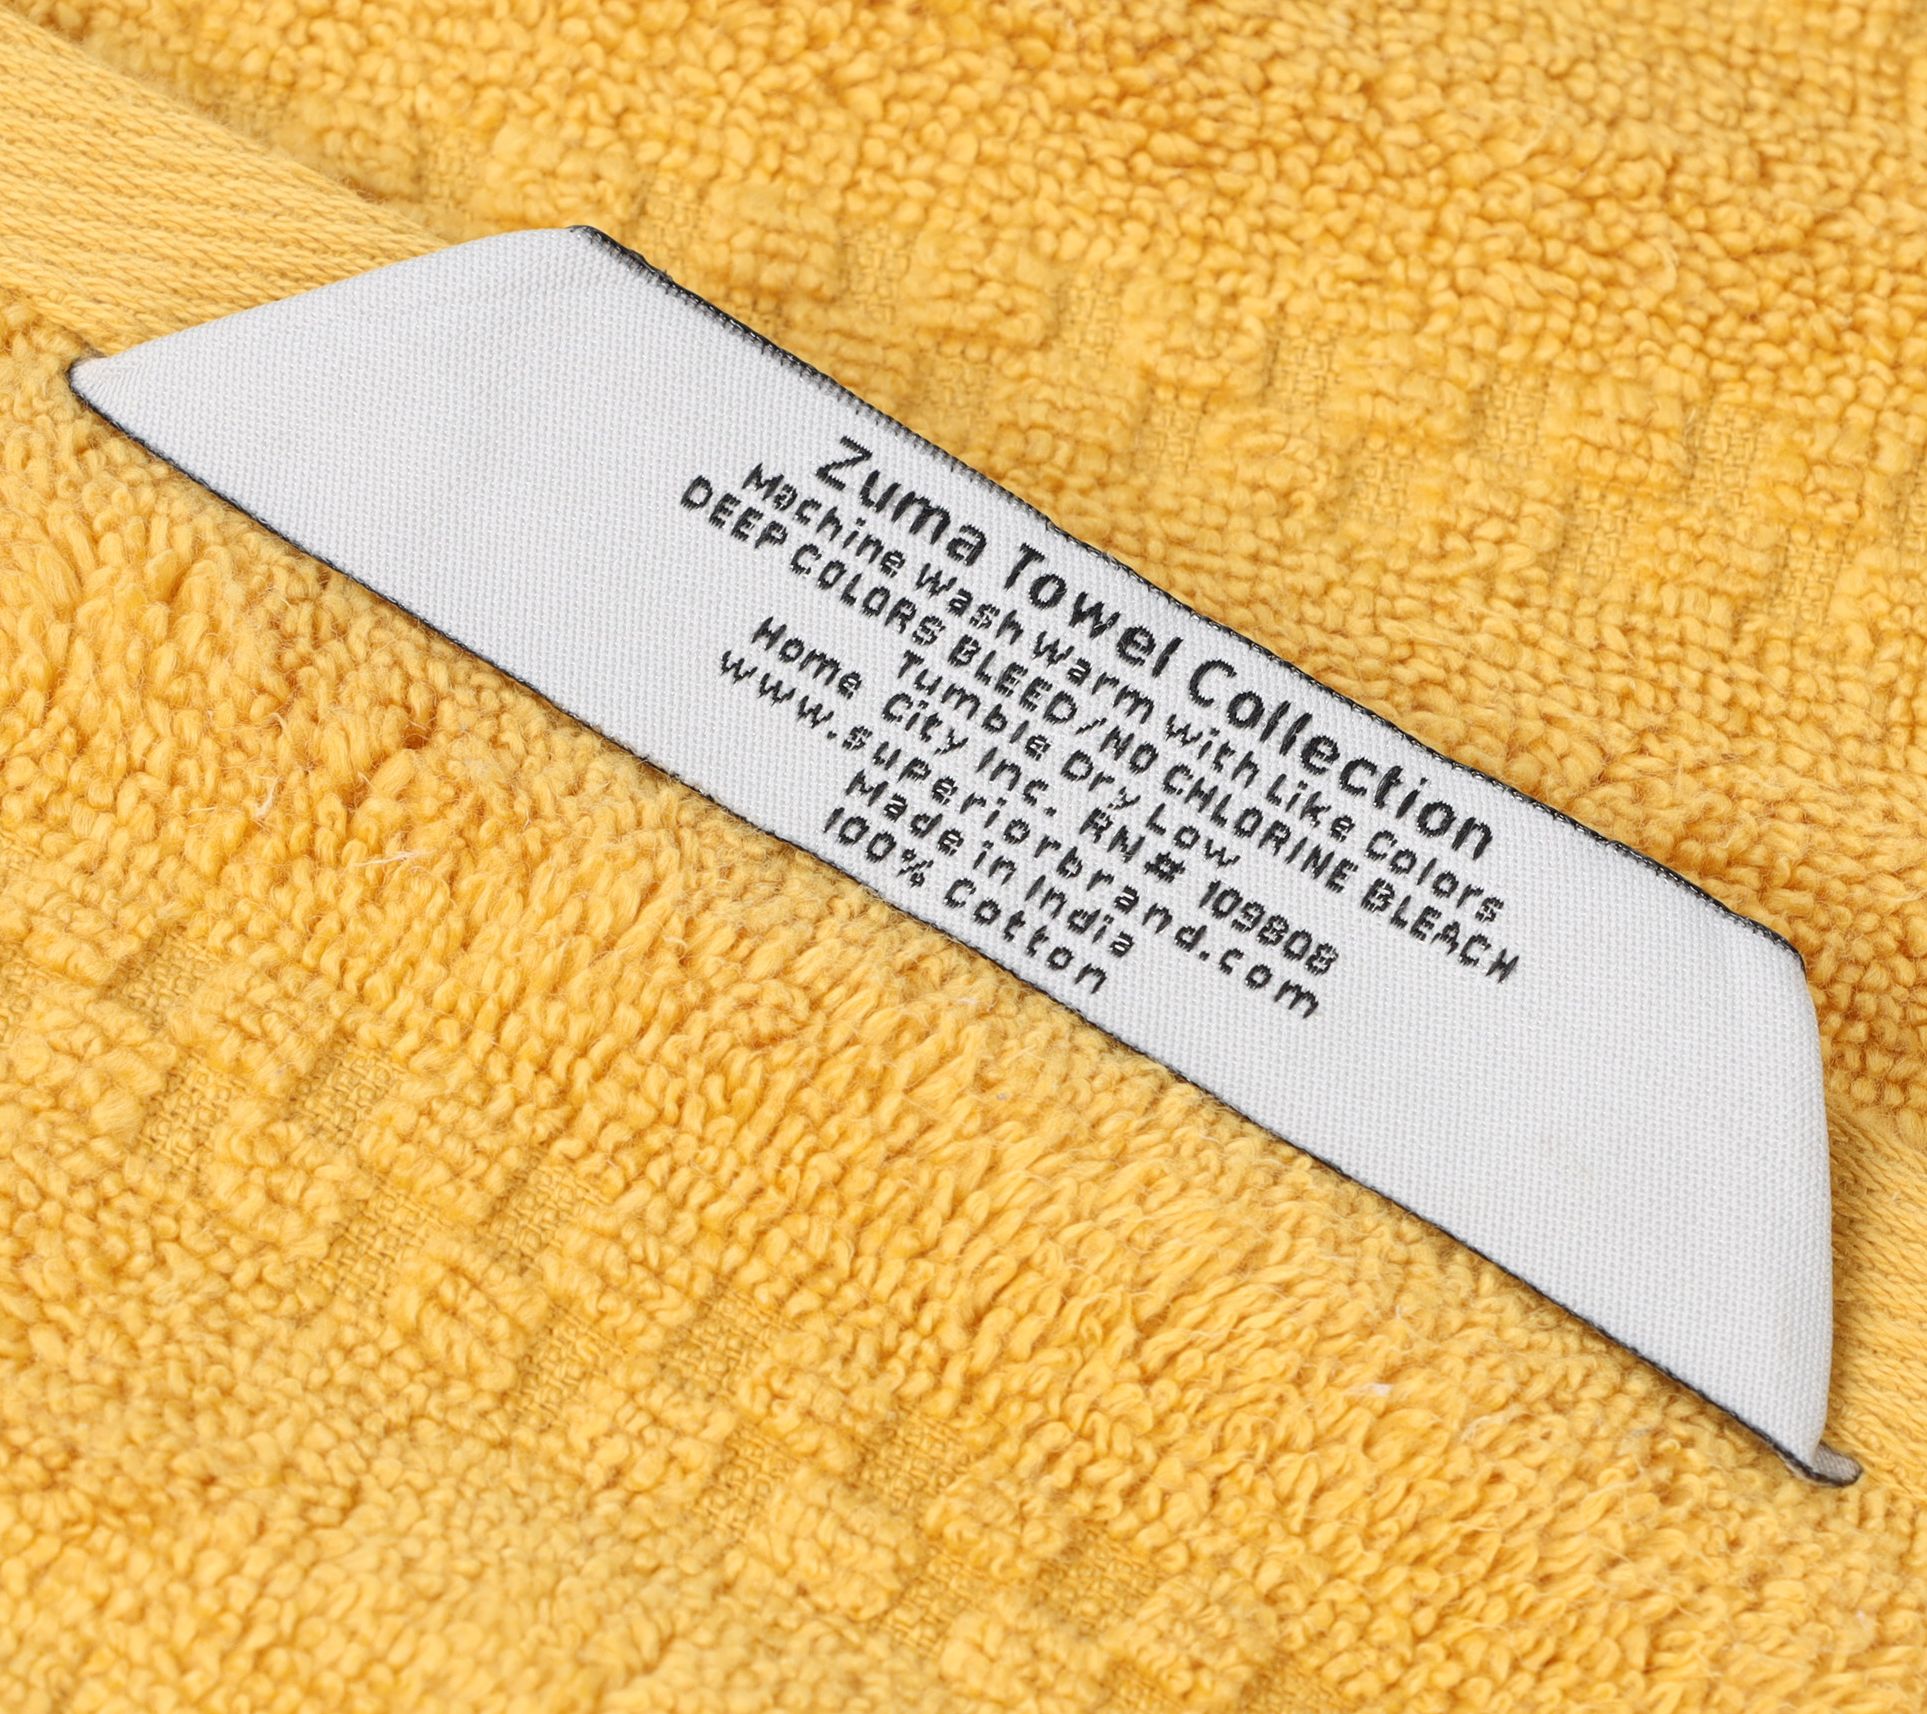 Zuma Towel Collection
Machine Wash Warm With Like Colors
DEEP COLORS BLEED/NO CHLORINE BLEACH
Tumble Dry Low
Home City Inc. RN# 109808
www.superiorbrand.com
Made in India
100% Cotton